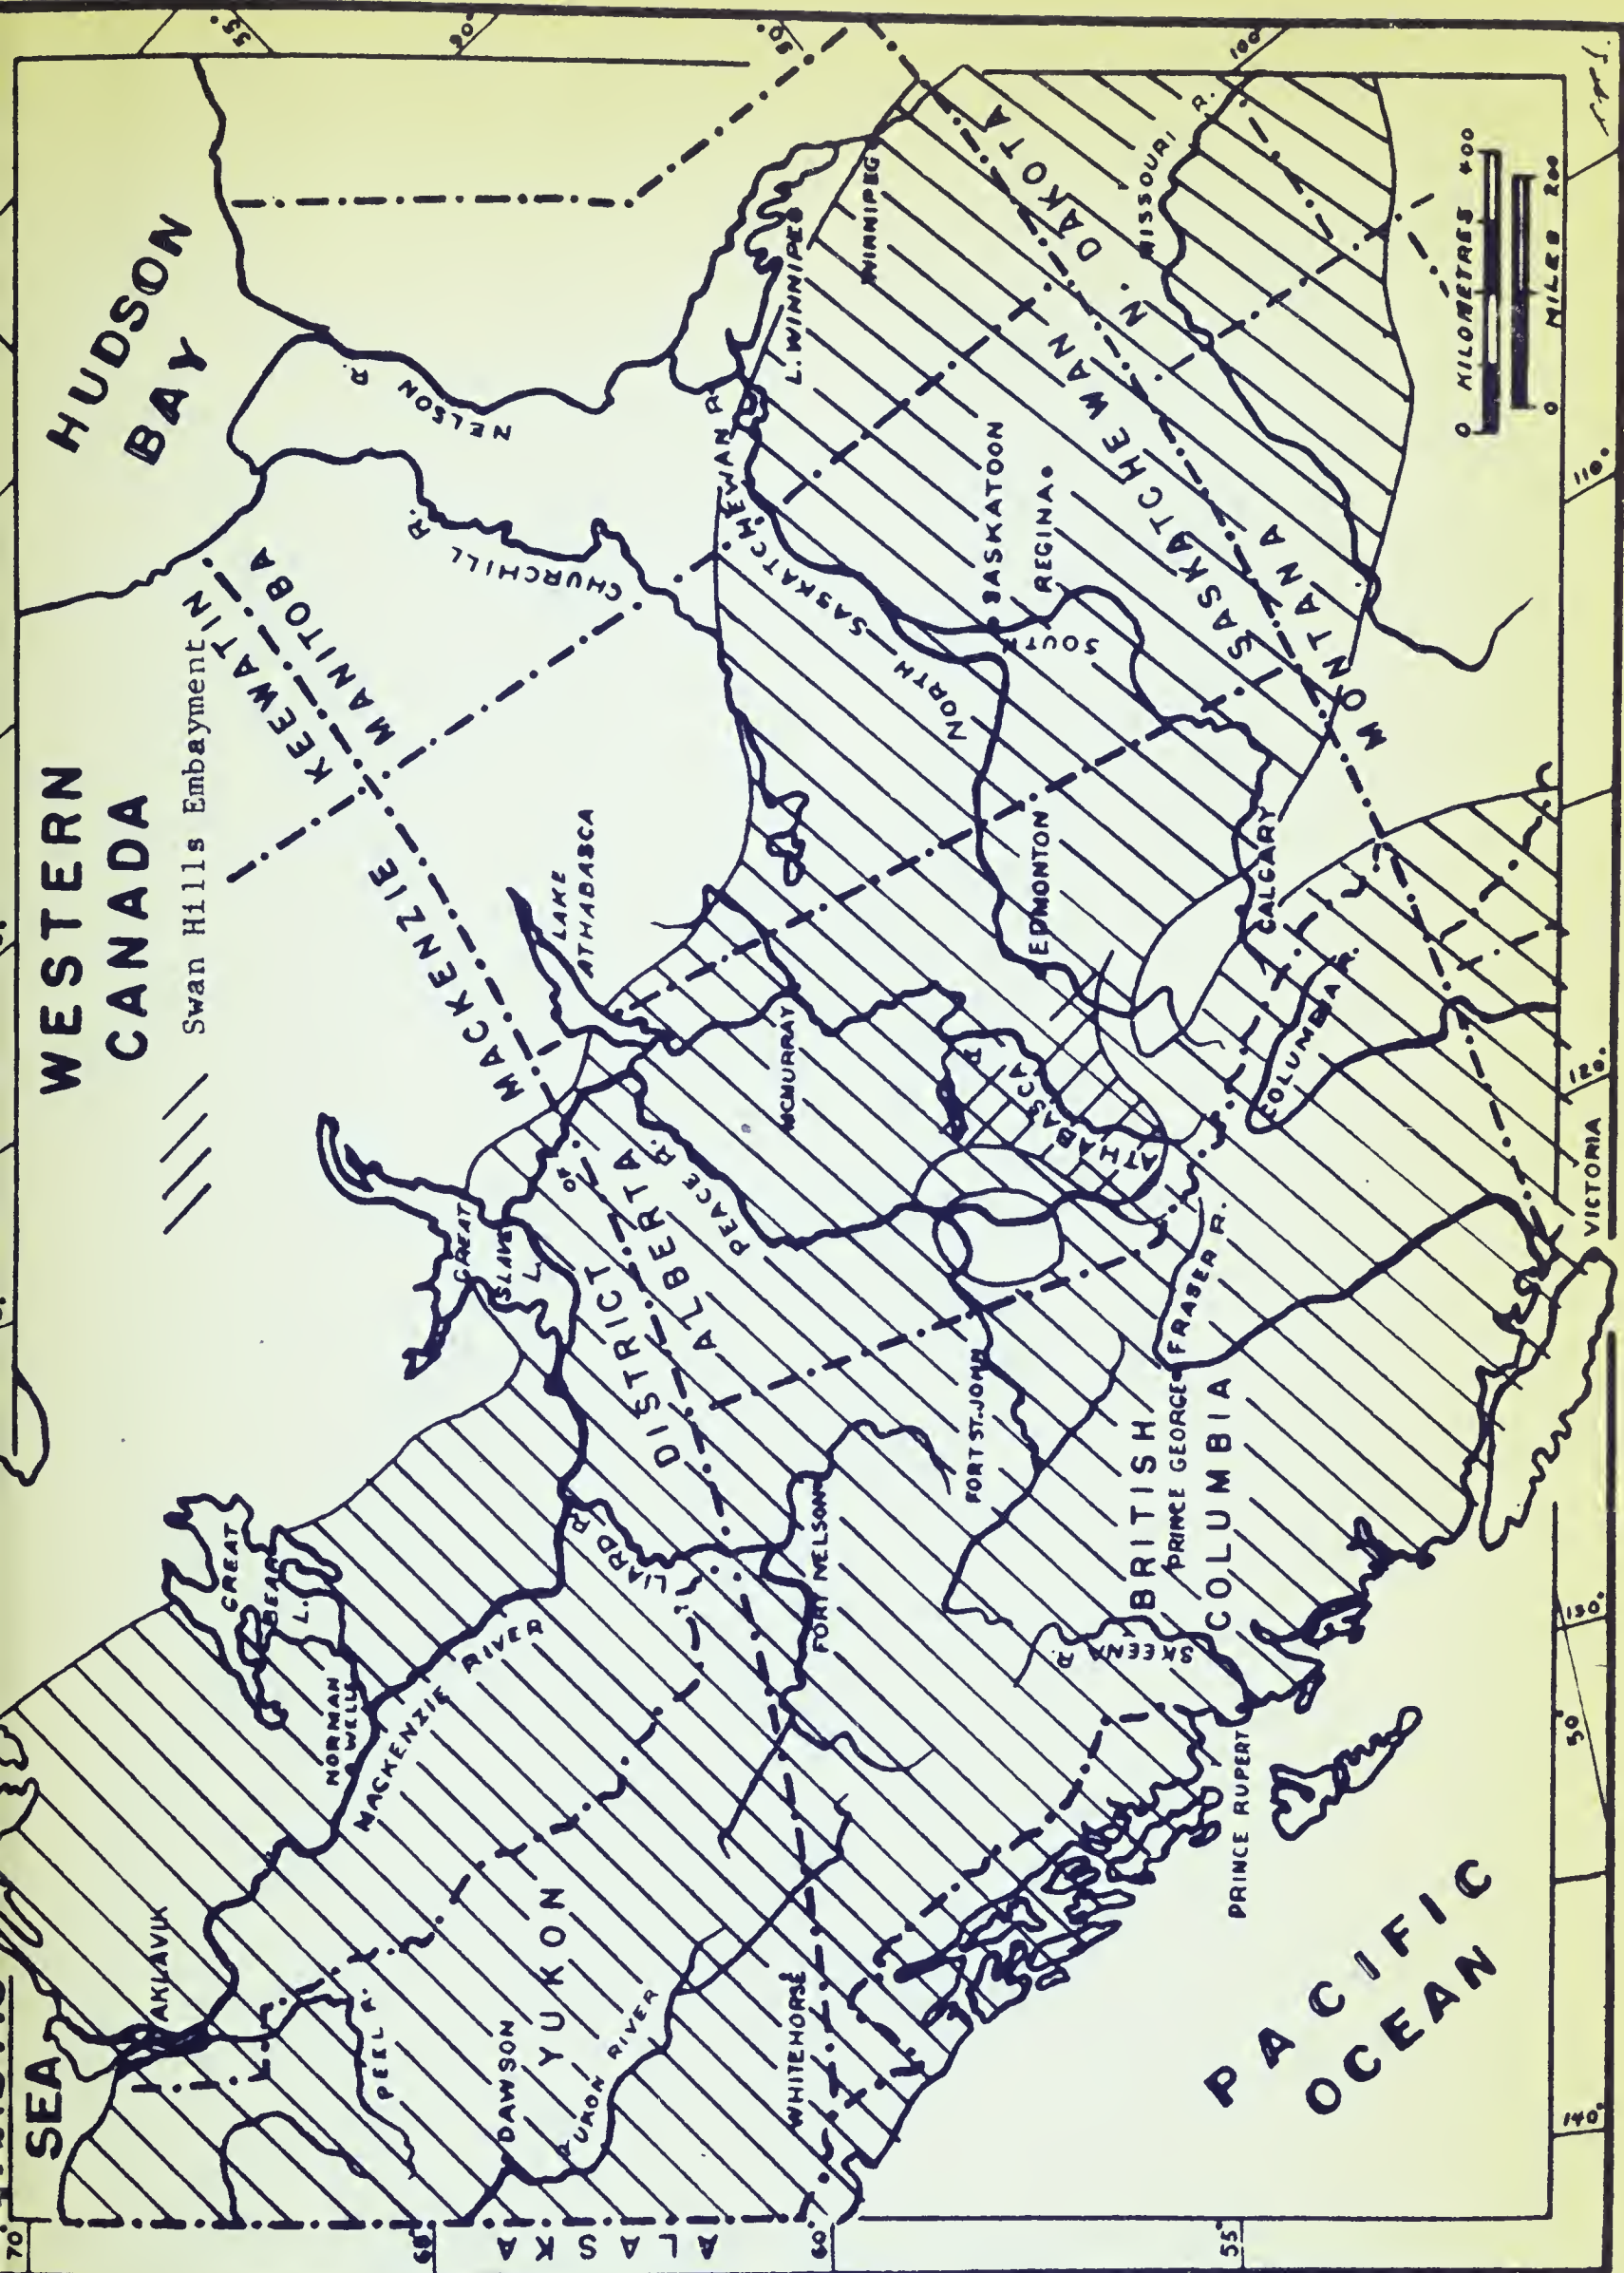 WESTERN
CANADA
Swan Hills Embayment
HUDSON
BAY
SEA
AKLAVIK
PEEL R.
DAWSON
YUKON
YUKON RIVER
WHITEHORSE
ALASKA
NORMAN
WELLS
MACKENZIE RIVER
GREAT
BEAR
L.
GREAT
SLAVE
L.
LIARD R.
FORT NELSON
DISTRICT OF MACKENZIE
KEEWATIN
MANITOBA
ALBERTA
PEACE R.
LAKE
ATHABASCA
MCMURRAY
ATHABASCA R.
CHURCHILL R.
NELSON R.
L. WINNIPEG
WINNIPEG
SASKATCHEWAN R.
NORTH SASKATCHEWAN
SOUTH
SASKATOON
REGINA
SASKATCHEWAN
N. DAKOTA
MISSOURI R.
MONTANA
EDMONTON
CALGARY
COLUMBIA R.
FORT ST. JOHN
BRITISH
PRINCE GEORGE
COLUMBIA
FRASER R.
SKEENA R.
PRINCE RUPERT
VICTORIA
PACIFIC
OCEAN
0 KILOMETRES 400
0 MILES 200
70°
60°
55°
140°
130°
50°
120°
110°
100°
90°
55°